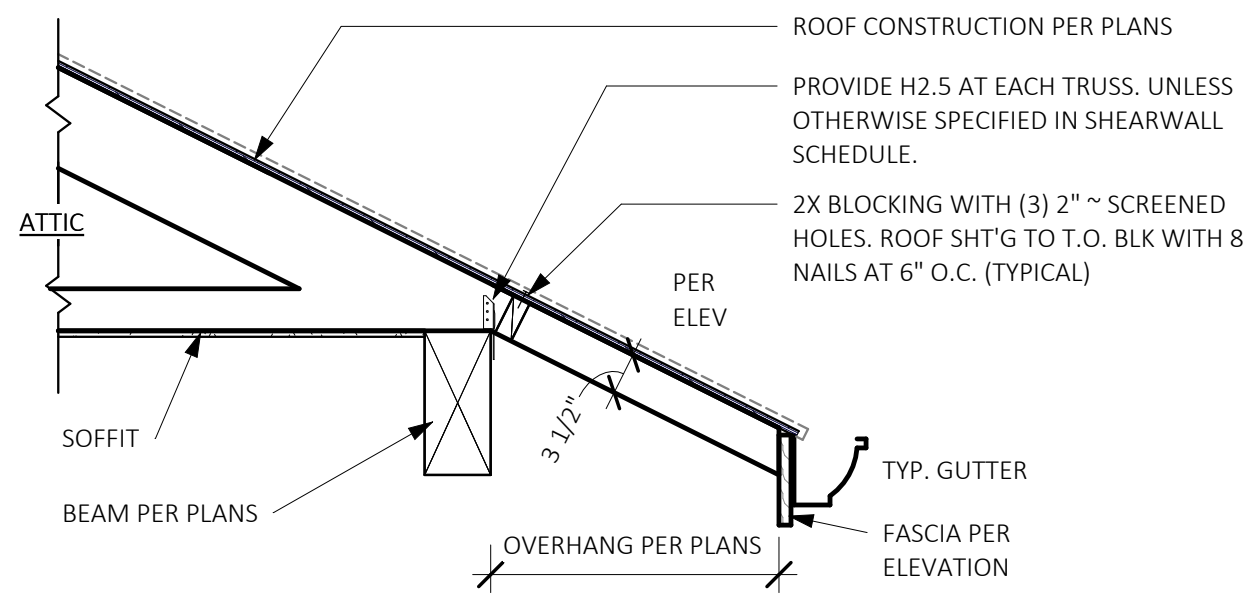 ROOF CONSTRUCTION PER PLANS
PROVIDE H2.5 AT EACH TRUSS. UNLESS
OTHERWISE SPECIFIED IN SHEARWALL
SCHEDULE.
2X BLOCKING WITH (3) 2" ~ SCREENED
HOLES. ROOF SHT'G TO T.O. BLK WITH 8
NAILS AT 6" O.C. (TYPICAL)
ATTIC
PER
ELEV
3 1/2"
SOFFIT
BEAM PER PLANS
TYP. GUTTER
FASCIA PER
ELEVATION
OVERHANG PER PLANS